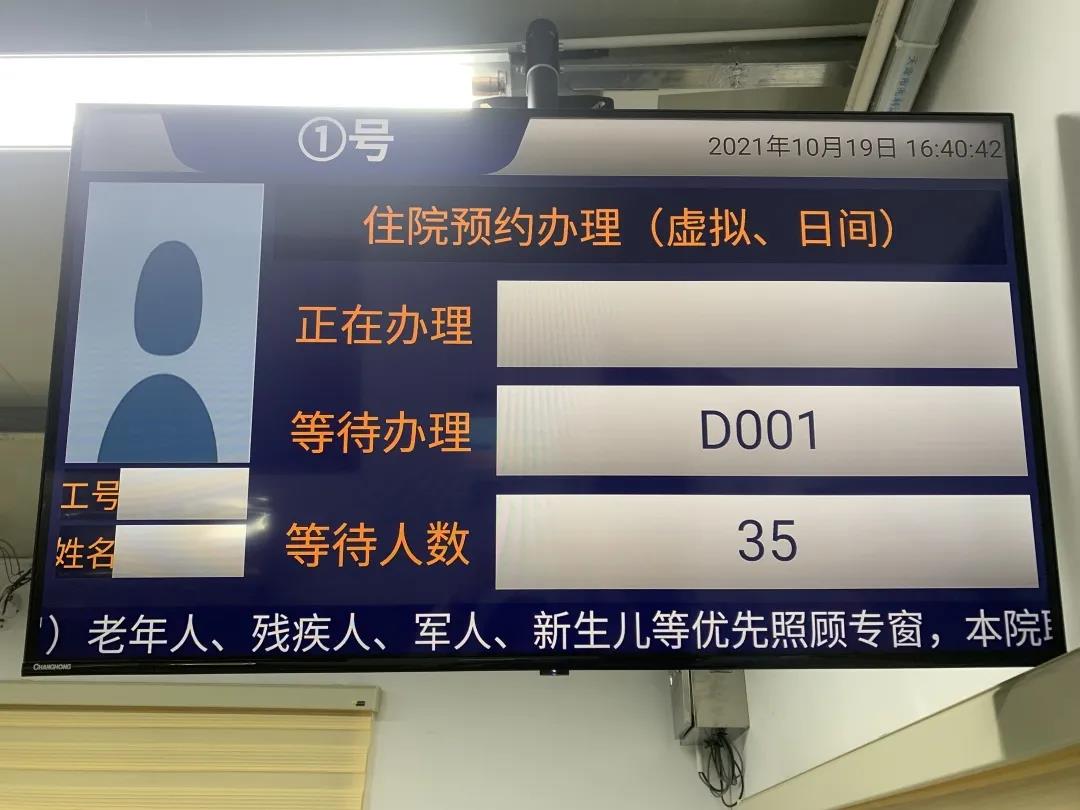 ①号
2021年10月19日 16:40:42
住院预约办理（虚拟、日间）
正在办理
等待办理 D001
工号
等待人数 35
姓名
）老年人、残疾人、军人、新生儿等优先照顾专窗，本院
CHANGHONG